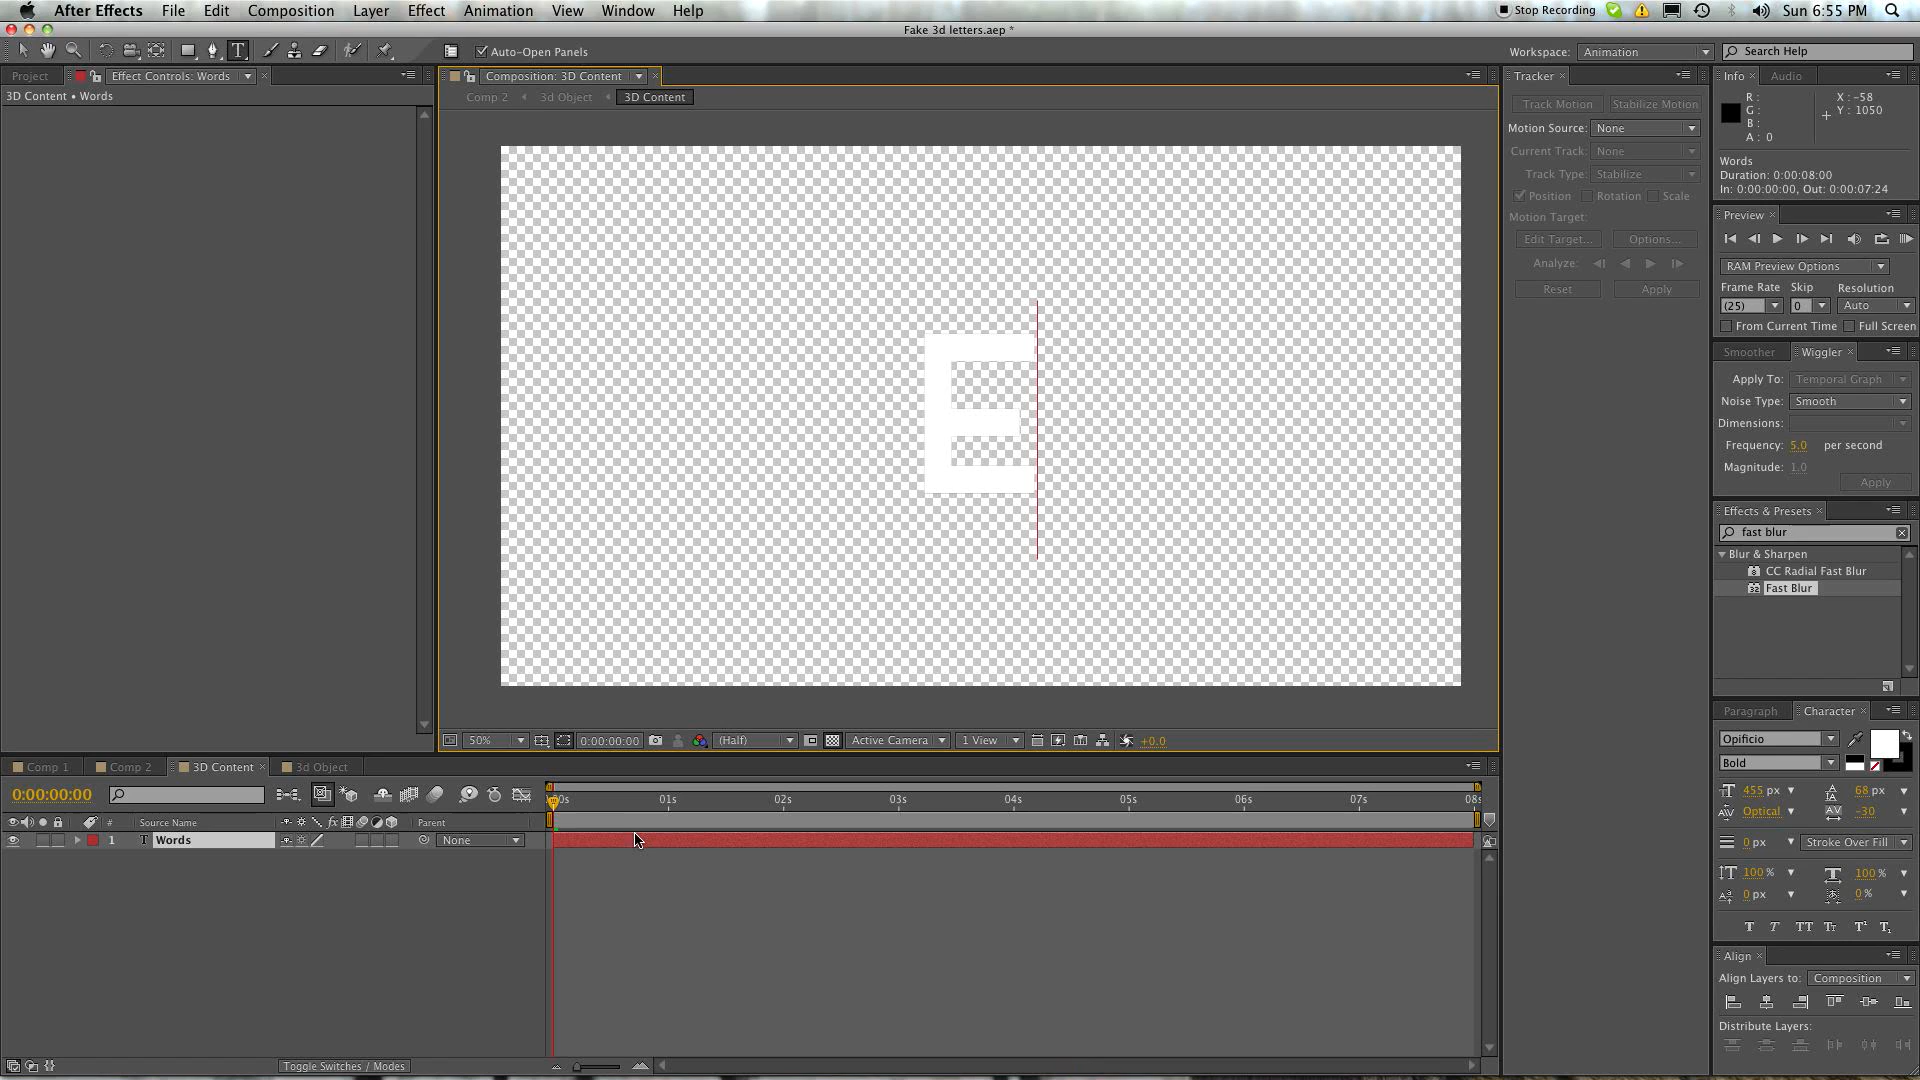 After Effects File Edit Composition Layer Effect Animation View Window Help
Stop Recording Sun 6:55 PM
Fake 3d letters.aep *
Auto-Open Panels
Workspace: Animation Search Help
Project Effect Controls: Words
3D Content • Words
Composition: 3D Content
Comp 2 3d Object 3D Content
E
50% 0:00:00:00 (Half) Active Camera 1 View +0.0
Tracker
Track Motion Stabilize Motion
Motion Source: None
Current Track: None
Track Type: Stabilize
Position Rotation Scale
Motion Target:
Edit Target... Options...
Analyze:
Reset Apply
Info Audio
R :
G :
B :
A : 0
X : -58
Y : 1050
Words
Duration: 0:00:08:00
In: 0:00:00:00, Out: 0:00:07:24
Preview
RAM Preview Options
Frame Rate Skip Resolution
(25) 0 Auto
From Current Time Full Screen
Smoother Wiggler
Apply To: Temporal Graph
Noise Type: Smooth
Dimensions:
Frequency: 5.0 per second
Magnitude: 1.0
Apply
Effects & Presets
fast blur
Blur & Sharpen
CC Radial Fast Blur
Fast Blur
Paragraph Character
Opificio
Bold
455 px 68 px
Optical -30
0 px Stroke Over Fill
100 % 100 %
0 px 0 %
T T TT Tt T¹ T₁
Align
Align Layers to: Composition
Distribute Layers:
Comp 1 Comp 2 3D Content 3d Object
0:00:00:00
00s 01s 02s 03s 04s 05s 06s 07s 08s
# Source Name fx Parent
1 T Words None
Toggle Switches / Modes